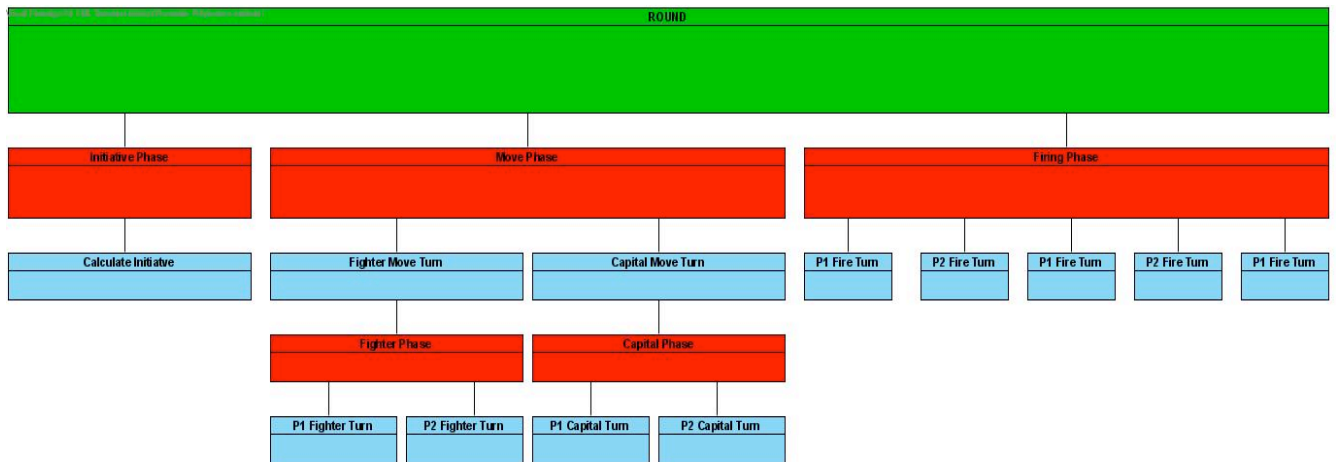 ROUND
Initiative Phase
Move Phase
Firing Phase
Calculate Initiatve
Fighter Move Turn
Capital Move Turn
P1 Fire Turn
P2 Fire Turn
P1 Fire Turn
P2 Fire Turn
P1 Fire Turn
Fighter Phase
Capital Phase
P1 Fighter Turn
P2 Fighter Turn
P1 Capital Turn
P2 Capital Turn